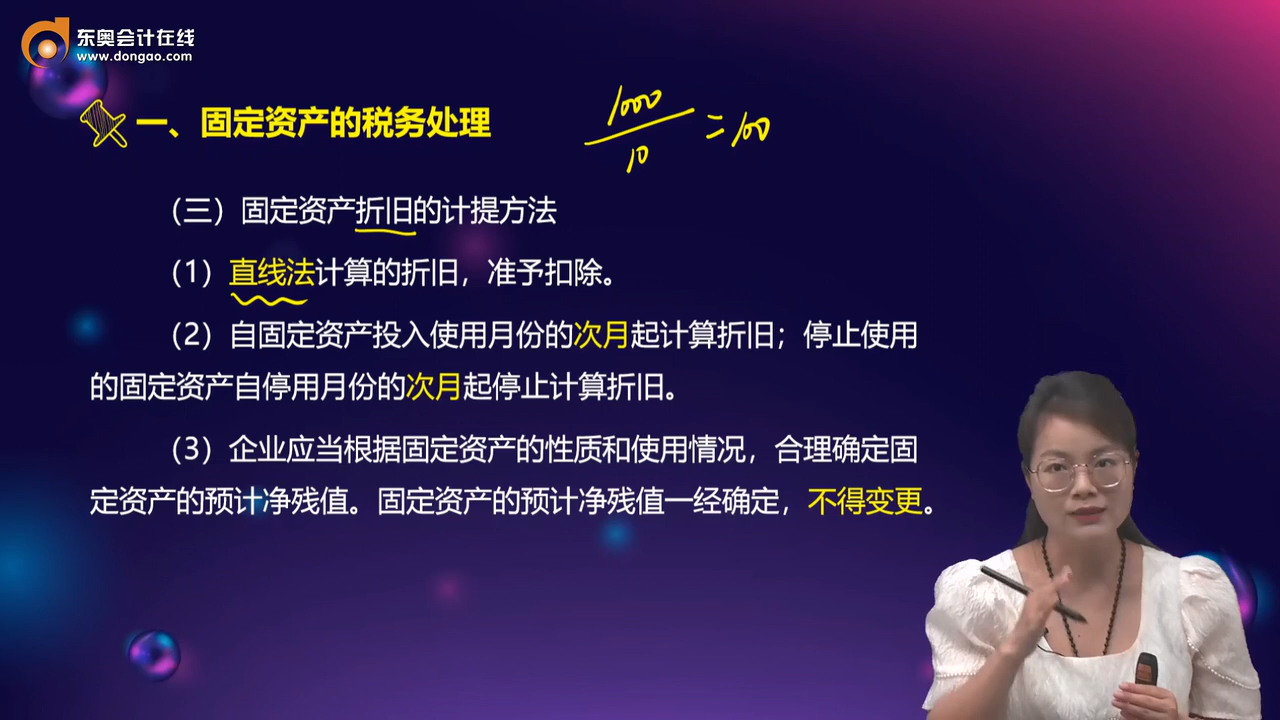 东奥会计在线
www.dongao.com
一、固定资产的税务处理
1000
10
=100
（三）固定资产折旧的计提方法
（1）直线法计算的折旧，准予扣除。
（2）自固定资产投入使用月份的次月起计算折旧；停止使用
的固定资产自停用月份的次月起停止计算折旧。
（3）企业应当根据固定资产的性质和使用情况，合理确定固
定资产的预计净残值。固定资产的预计净残值一经确定，不得变更。